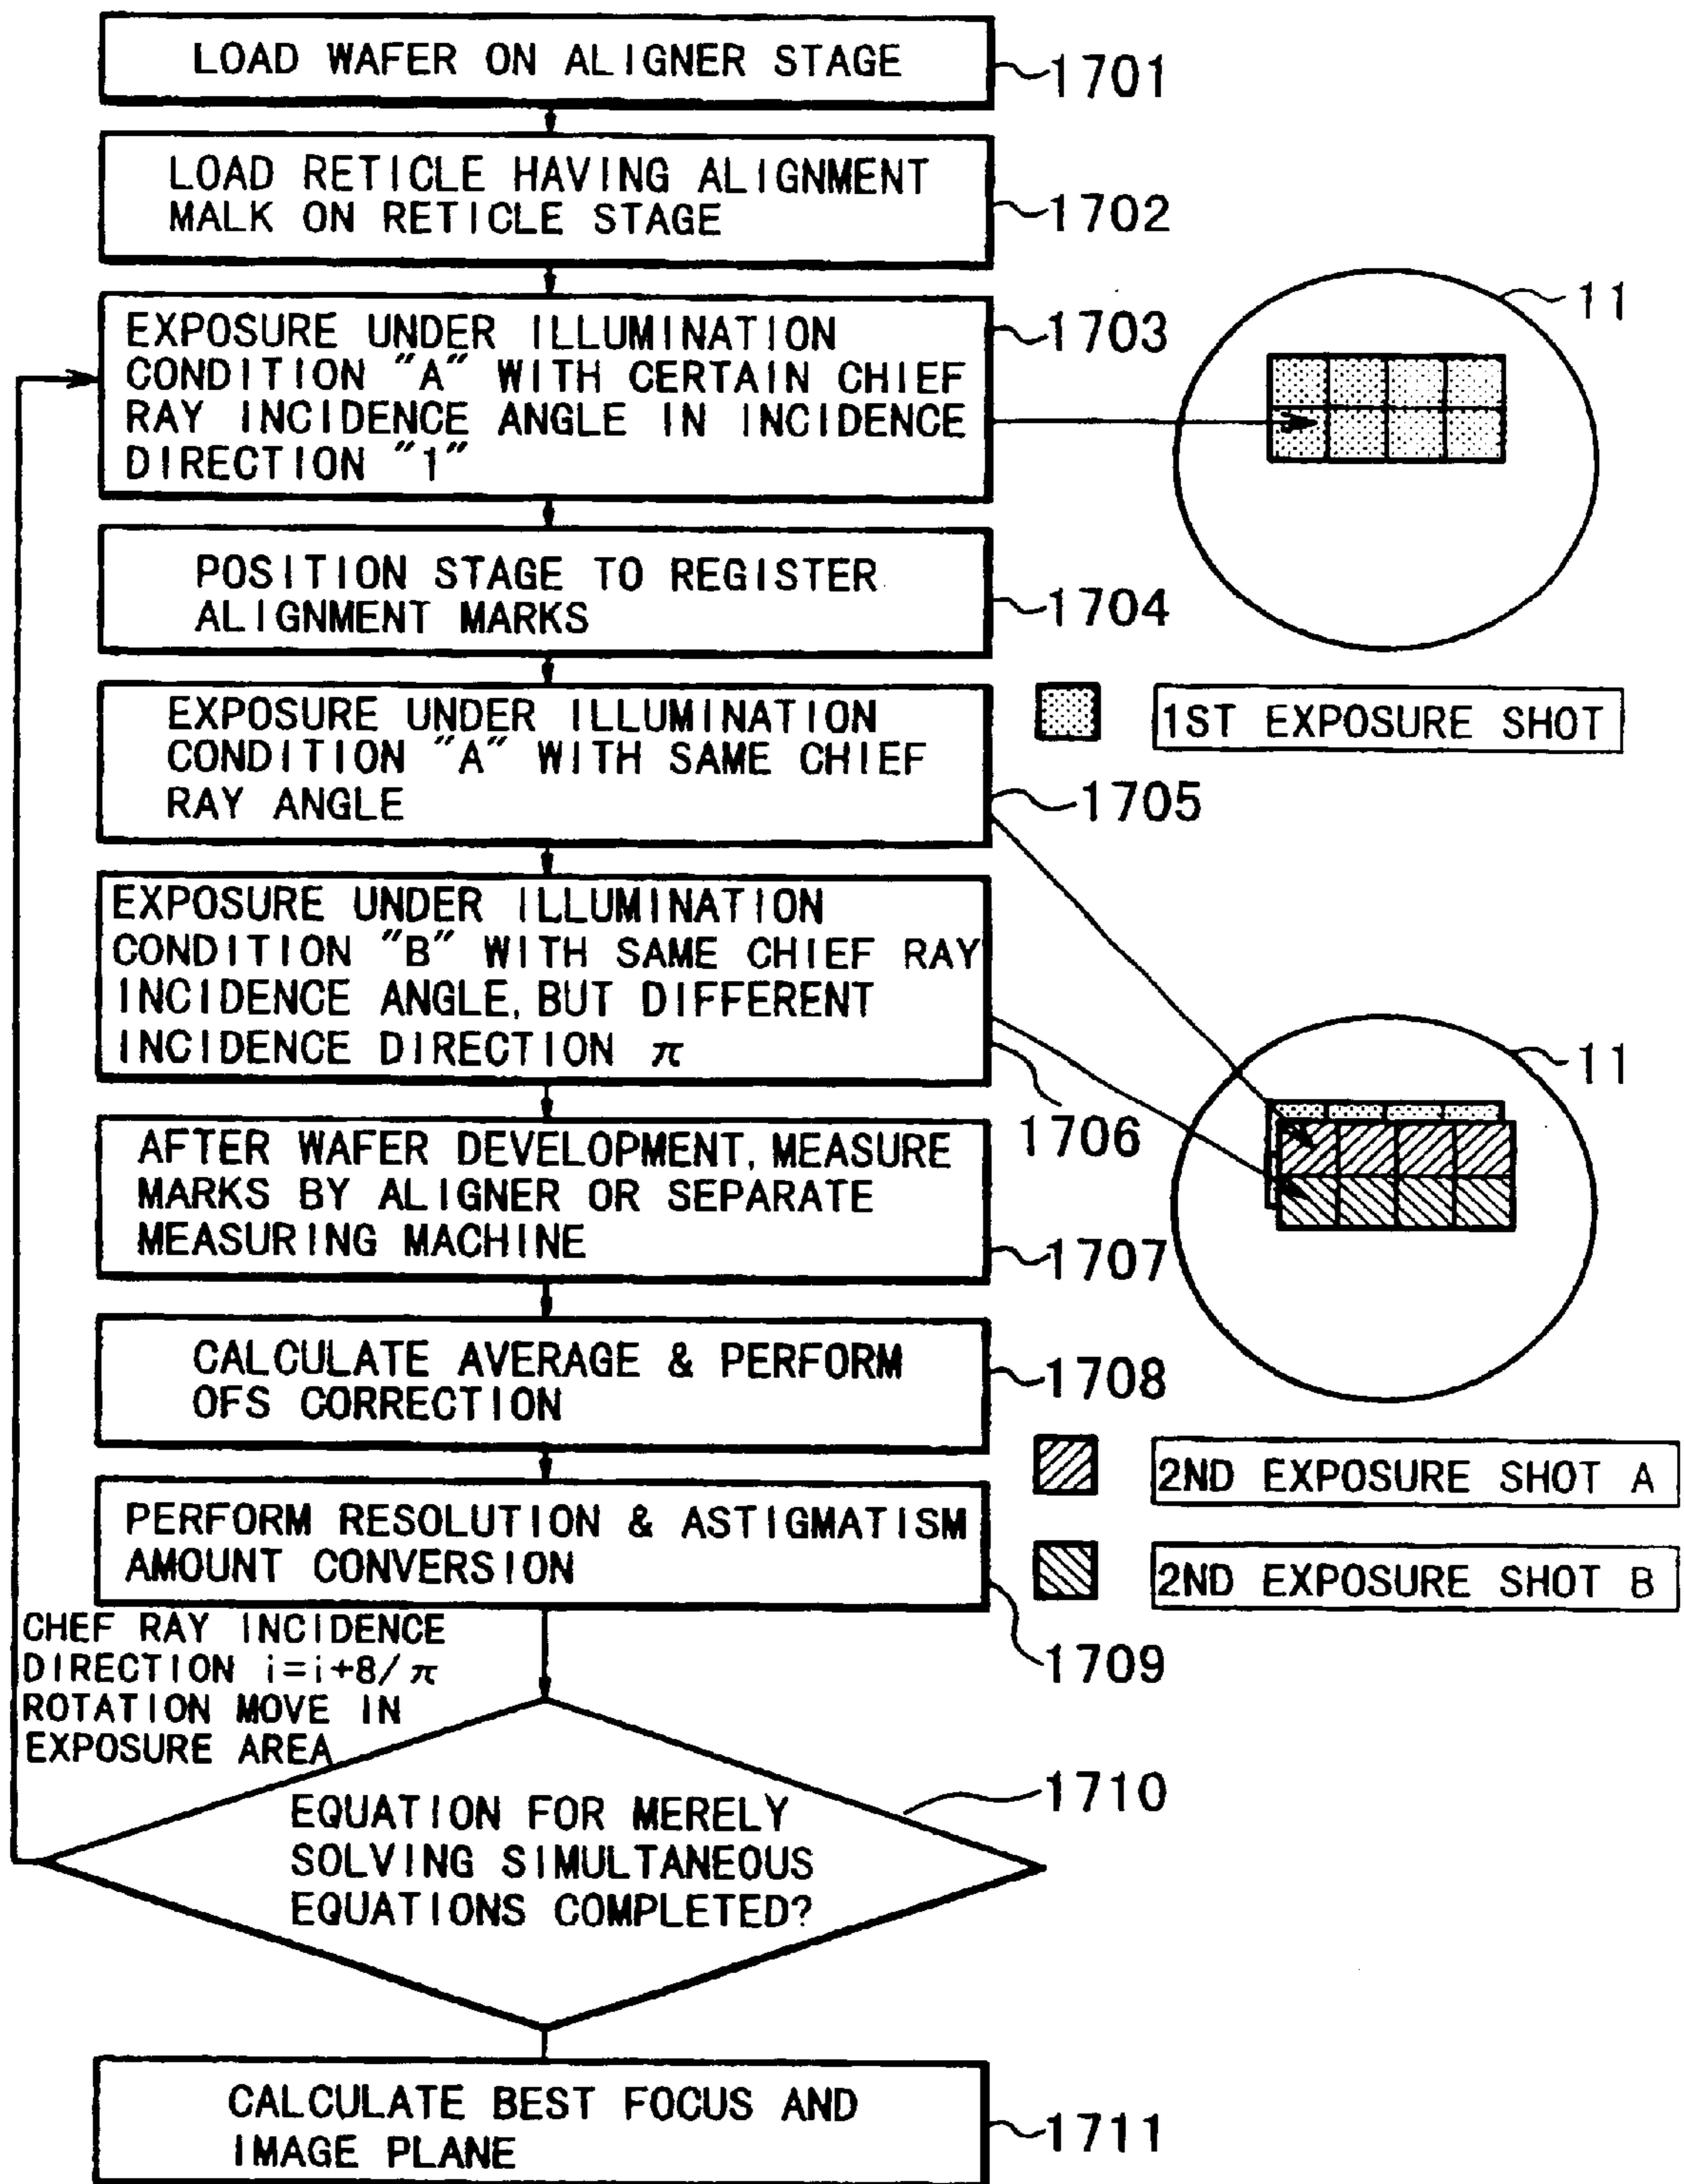 LOAD WAFER ON ALIGNER STAGE
1701
LOAD RETICLE HAVING ALIGNMENT
MALK ON RETICLE STAGE
1702
EXPOSURE UNDER ILLUMINATION
CONDITION "A" WITH CERTAIN CHIEF
RAY INCIDENCE ANGLE IN INCIDENCE
DIRECTION "1"
1703
11
POSITION STAGE TO REGISTER
ALIGNMENT MARKS
1704
1ST EXPOSURE SHOT
EXPOSURE UNDER ILLUMINATION
CONDITION "A" WITH SAME CHIEF
RAY ANGLE
1705
EXPOSURE UNDER ILLUMINATION
CONDITION "B" WITH SAME CHIEF RAY
INCIDENCE ANGLE, BUT DIFFERENT
INCIDENCE DIRECTION π
1706
11
AFTER WAFER DEVELOPMENT, MEASURE
MARKS BY ALIGNER OR SEPARATE
MEASURING MACHINE
1707
CALCULATE AVERAGE & PERFORM
OFS CORRECTION
1708
2ND EXPOSURE SHOT A
2ND EXPOSURE SHOT B
PERFORM RESOLUTION & ASTIGMATISM
AMOUNT CONVERSION
1709
CHEF RAY INCIDENCE
DIRECTION i=i+8/π
ROTATION MOVE IN
EXPOSURE AREA
EQUATION FOR MERELY
SOLVING SIMULTANEOUS
EQUATIONS COMPLETED?
1710
CALCULATE BEST FOCUS AND
IMAGE PLANE
1711